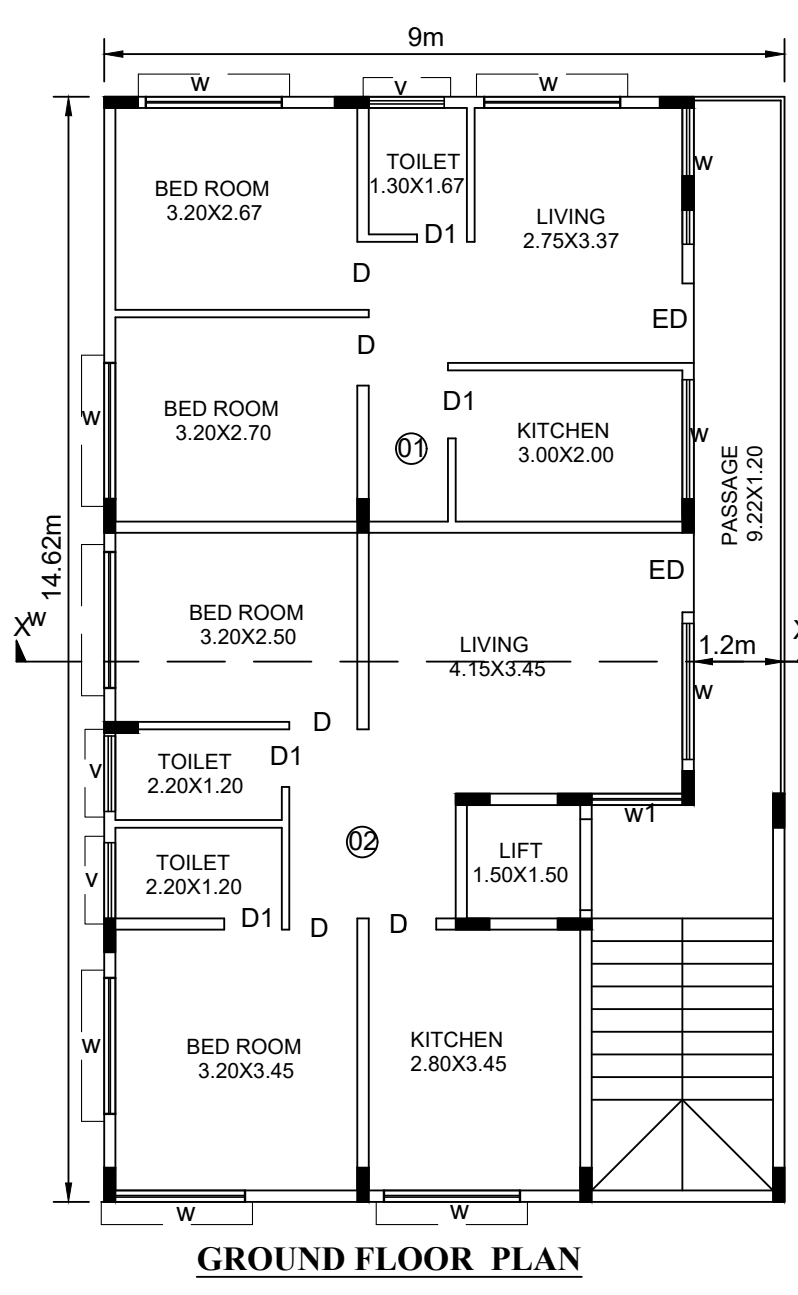 9m
w
v
w
TOILET
1.30X1.67
BED ROOM
3.20X2.67
w
LIVING
2.75X3.37
D1
D
ED
D
D1
BED ROOM
3.20X2.70
w
KITCHEN
3.00X2.00
w
01
PASSAGE
9.22X1.20
14.62m
ED
BED ROOM
3.20X2.50
w
X
X
LIVING
4.15X3.45
1.2m
w
D
D1
TOILET
2.20X1.20
v
w1
02
LIFT
1.50X1.50
TOILET
2.20X1.20
v
D1
D
D
w
BED ROOM
3.20X3.45
KITCHEN
2.80X3.45
w
w
GROUND FLOOR PLAN